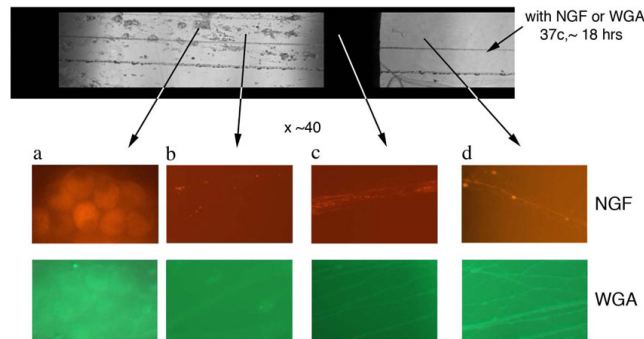 with NGF or WGA
37c,~ 18 hrs
x ~40
a b c d
NGF
WGA